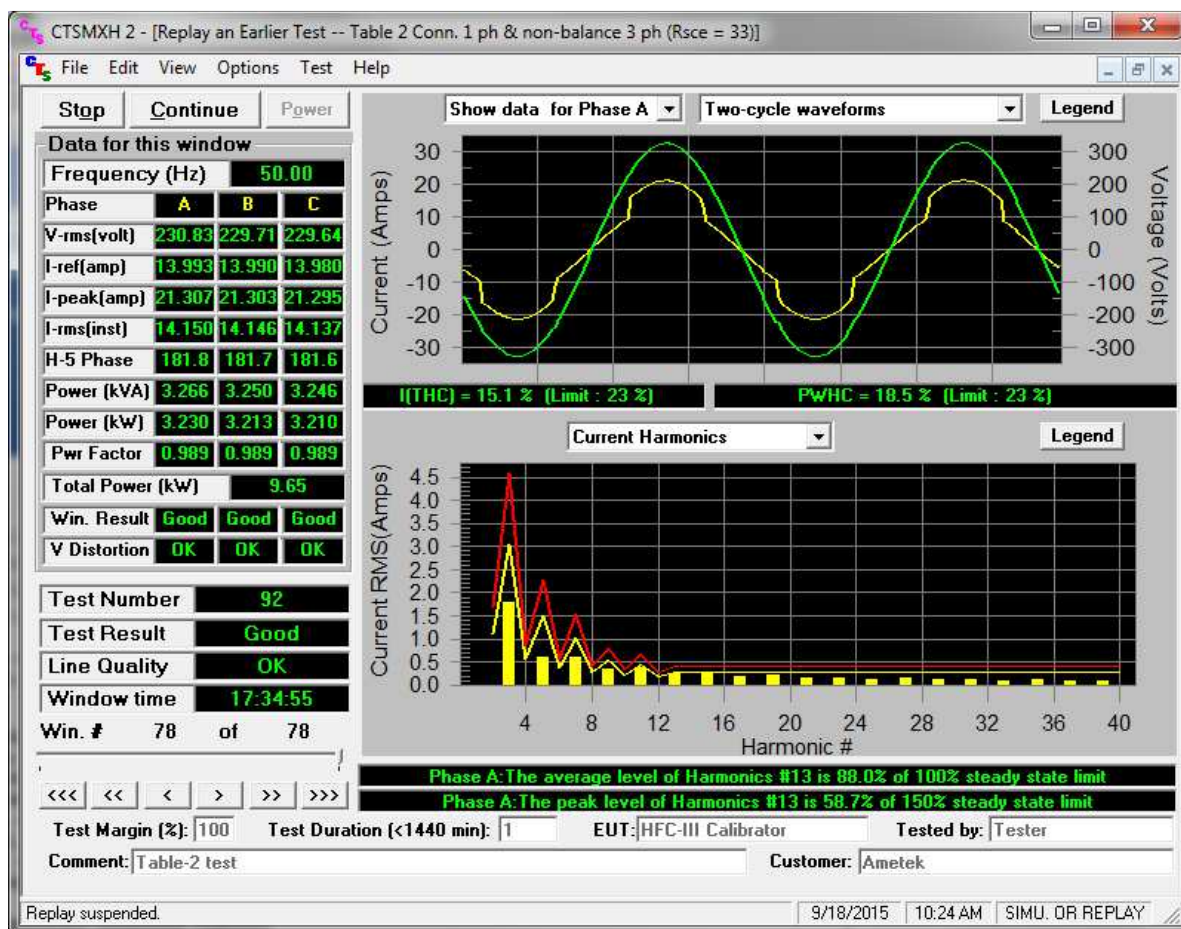 CTS CTSMXH 2 - [Replay an Earlier Test -- Table 2 Conn. 1 ph & non-balance 3 ph (Rsce = 33)]
CTS File Edit View Options Test Help
Stop Continue Power
Show data for Phase A Two-cycle waveforms Legend
Data for this window
Frequency (Hz) 50.00
Phase A B C
V-rms(volt) 230.83 229.71 229.64
I-ref(amp) 13.993 13.990 13.980
I-peak(amp) 21.307 21.303 21.295
I-rms(inst) 14.150 14.146 14.137
H-5 Phase 181.8 181.7 181.6
Power (kVA) 3.266 3.250 3.246
Power (kW) 3.230 3.213 3.210
Pwr Factor 0.989 0.989 0.989
Total Power (kW) 9.65
Win. Result Good Good Good
V Distortion OK OK OK
Test Number 92
Test Result Good
Line Quality OK
Window time 17:34:55
Win. # 78 of 78
<<< << < > >> >>>
Current (Amps)
30
20
10
0
-10
-20
-30
300
200
100
0
-100
-200
-300
Voltage (Volts)
I(THC) = 15.1 % (Limit : 23 %) PWHC = 18.5 % (Limit : 23 %)
Current Harmonics Legend
Current RMS(Amps)
4.5
4.0
3.5
3.0
2.5
2.0
1.5
1.0
0.5
0.0
4 8 12 16 20 24 28 32 36 40
Harmonic #
Phase A:The average level of Harmonics #13 is 88.0% of 100% steady state limit
Phase A:The peak level of Harmonics #13 is 58.7% of 150% steady state limit
Test Margin (%): 100 Test Duration (<1440 min): 1 EUT: HFC-III Calibrator Tested by: Tester
Comment: Table-2 test Customer: Ametek
Replay suspended. 9/18/2015 10:24 AM SIMU. OR REPLAY